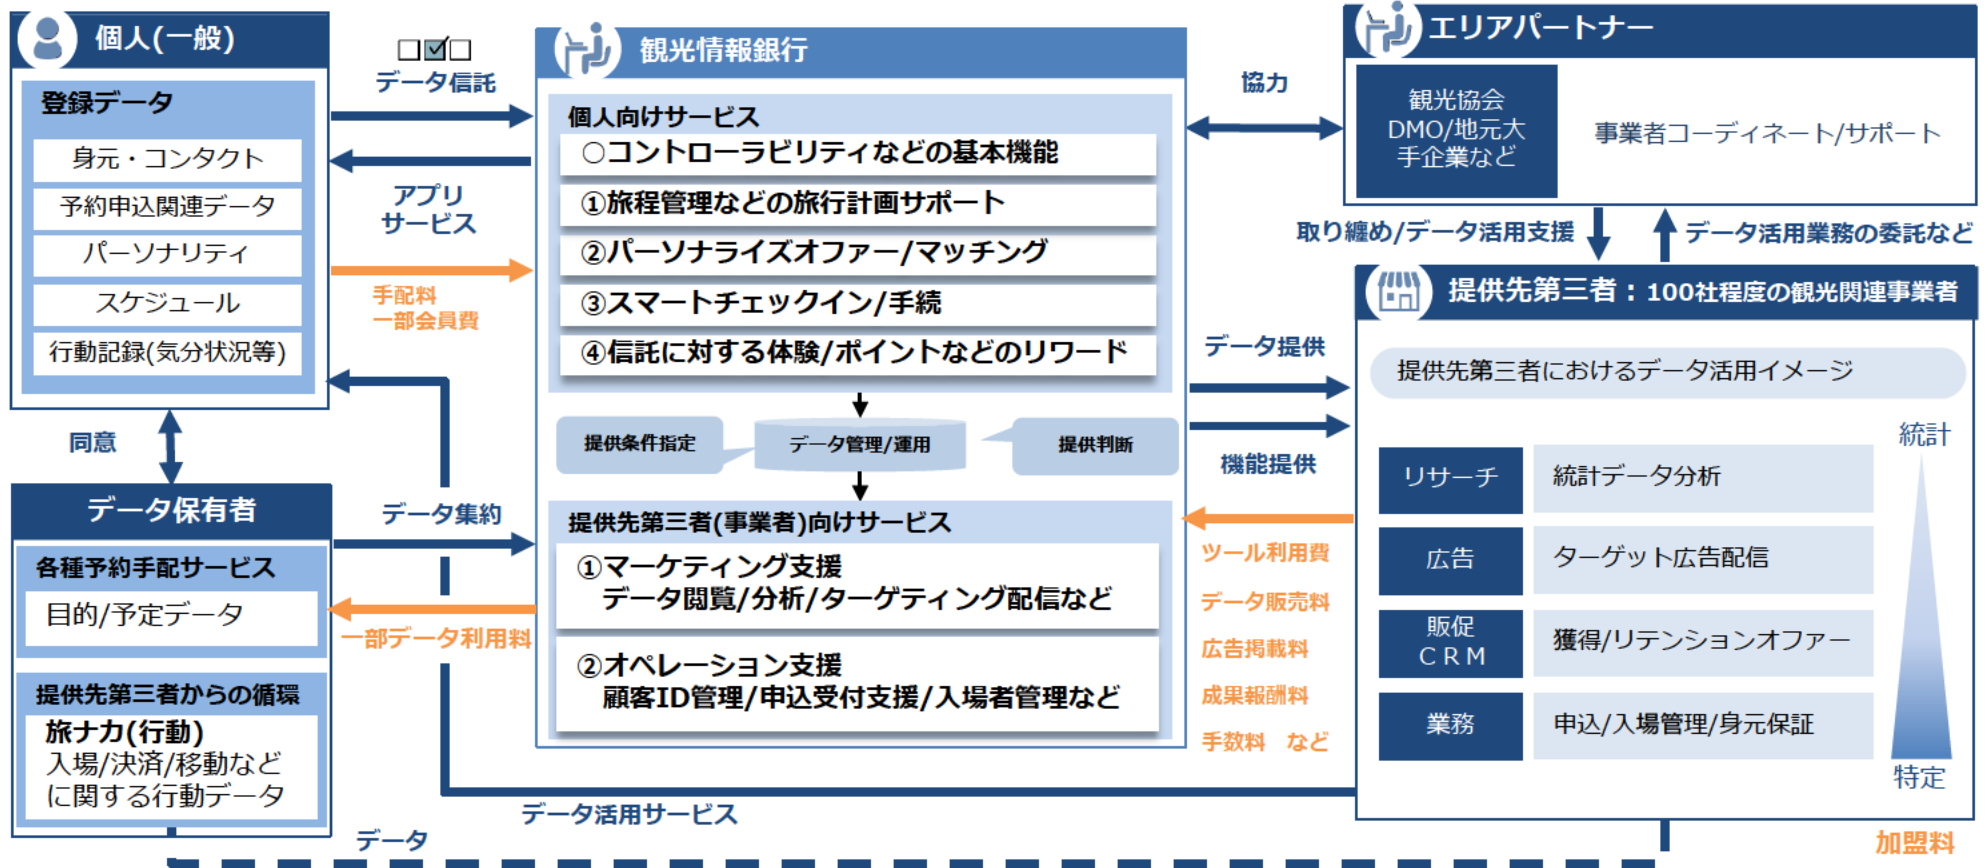 個人(一般)
登録データ
身元・コンタクト
予約申込関連データ
パーソナリティ
スケジュール
行動記録(気分状況等)
同意
データ保有者
各種予約手配サービス
目的/予定データ
提供先第三者からの循環
旅ナカ(行動)
入場/決済/移動など
に関する行動データ
データ信託
アプリ
サービス
手配料
一部会員費
データ集約
一部データ利用料
観光情報銀行
個人向けサービス
○コントローラビリティなどの基本機能
①旅程管理などの旅行計画サポート
②パーソナライズオファー/マッチング
③スマートチェックイン/手続
④信託に対する体験/ポイントなどのリワード
提供条件指定
データ管理/運用
提供判断
提供先第三者(事業者)向けサービス
①マーケティング支援
データ閲覧/分析/ターゲティング配信など
②オペレーション支援
顧客ID管理/申込受付支援/入場者管理など
協力
データ提供
機能提供
ツール利用費
データ販売料
広告掲載料
成果報酬料
手数料 など
エリアパートナー
観光協会
DMO/地元大
手企業など
事業者コーディネート/サポート
取り纏め/データ活用支援
データ活用業務の委託など
提供先第三者：100社程度の観光関連事業者
提供先第三者におけるデータ活用イメージ
統計
リサーチ
統計データ分析
広告
ターゲット広告配信
販促
CRM
獲得/リテンションオファー
業務
申込/入場管理/身元保証
特定
データ活用サービス
データ
加盟料